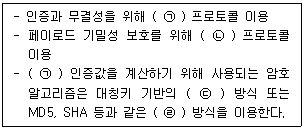 - 인증과 무결성을 위해 ( ㉠ ) 프로토콜 이용
- 페이로드 기밀성 보호를 위해 ( ㉡ ) 프로토콜
이용
- ( ㉠ ) 인증값을 계산하기 위해 사용되는 암호
알고리즘은 대칭키 기반의 ( ㉢ ) 방식 또는
MD5, SHA 등과 같은 ( ㉣ ) 방식을 이용한다.